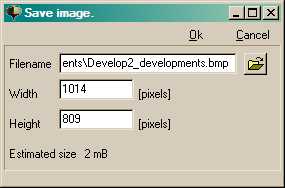 Save image.
Ok Cancel
Filename ents\Develop2_developments.bmp
Width 1014 [pixels]
Height 809 [pixels]
Estimated size 2 mB